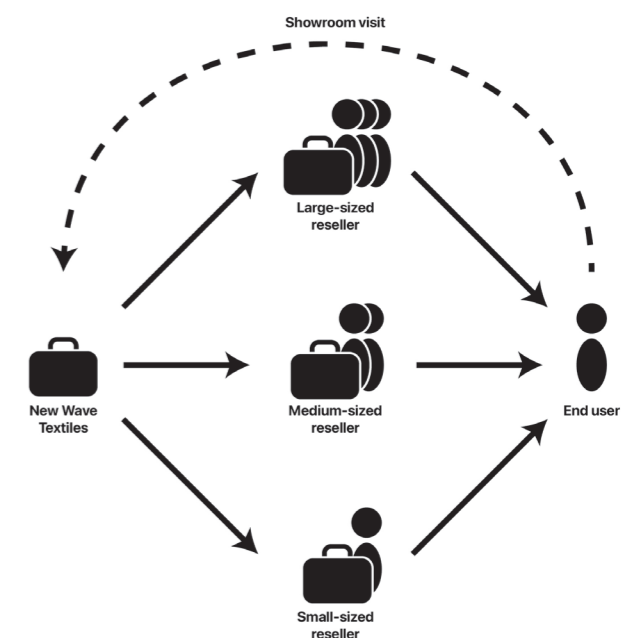 Showroom visit
Large-sized
reseller
New Wave
Textiles
Medium-sized
reseller
End user
Small-sized
reseller